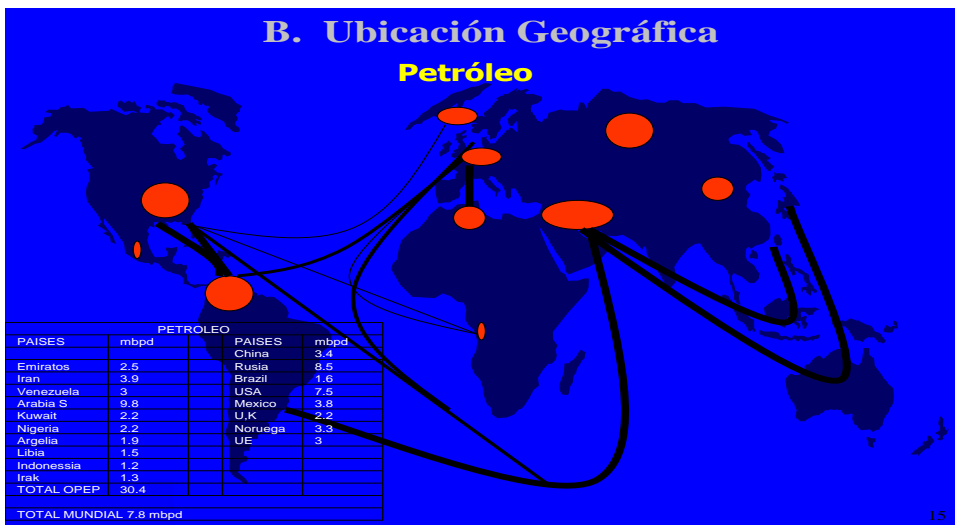 B. Ubicación Geográfica
Petróleo
PETROLEO
PAISES mbpd PAISES mbpd
China 3.4
Emiratos 2.5 Rusia 8.5
Iran 3.9 Brazil 1.6
Venezuela 3 USA 7.5
Arabia S 9.8 Mexico 3.8
Kuwait 2.2 U,K 2.2
Nigeria 2.2 Noruega 3.3
Argelia 1.9 UE 3
Libia 1.5
Indonessia 1.2
Irak 1.3
TOTAL OPEP 30.4
TOTAL MUNDIAL 7.8 mbpd
15